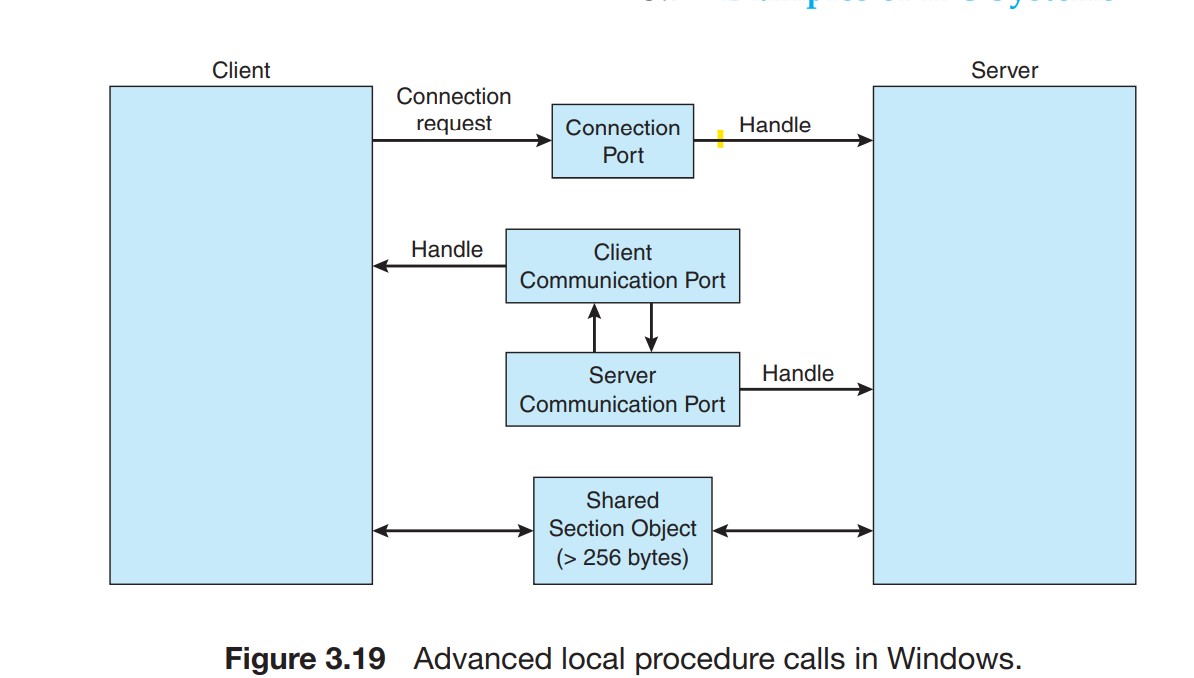 Client
Server
Connection
request
Connection
Port
Handle
Handle
Client
Communication Port
Server
Communication Port
Handle
Shared
Section Object
(> 256 bytes)
Figure 3.19 Advanced local procedure calls in Windows.